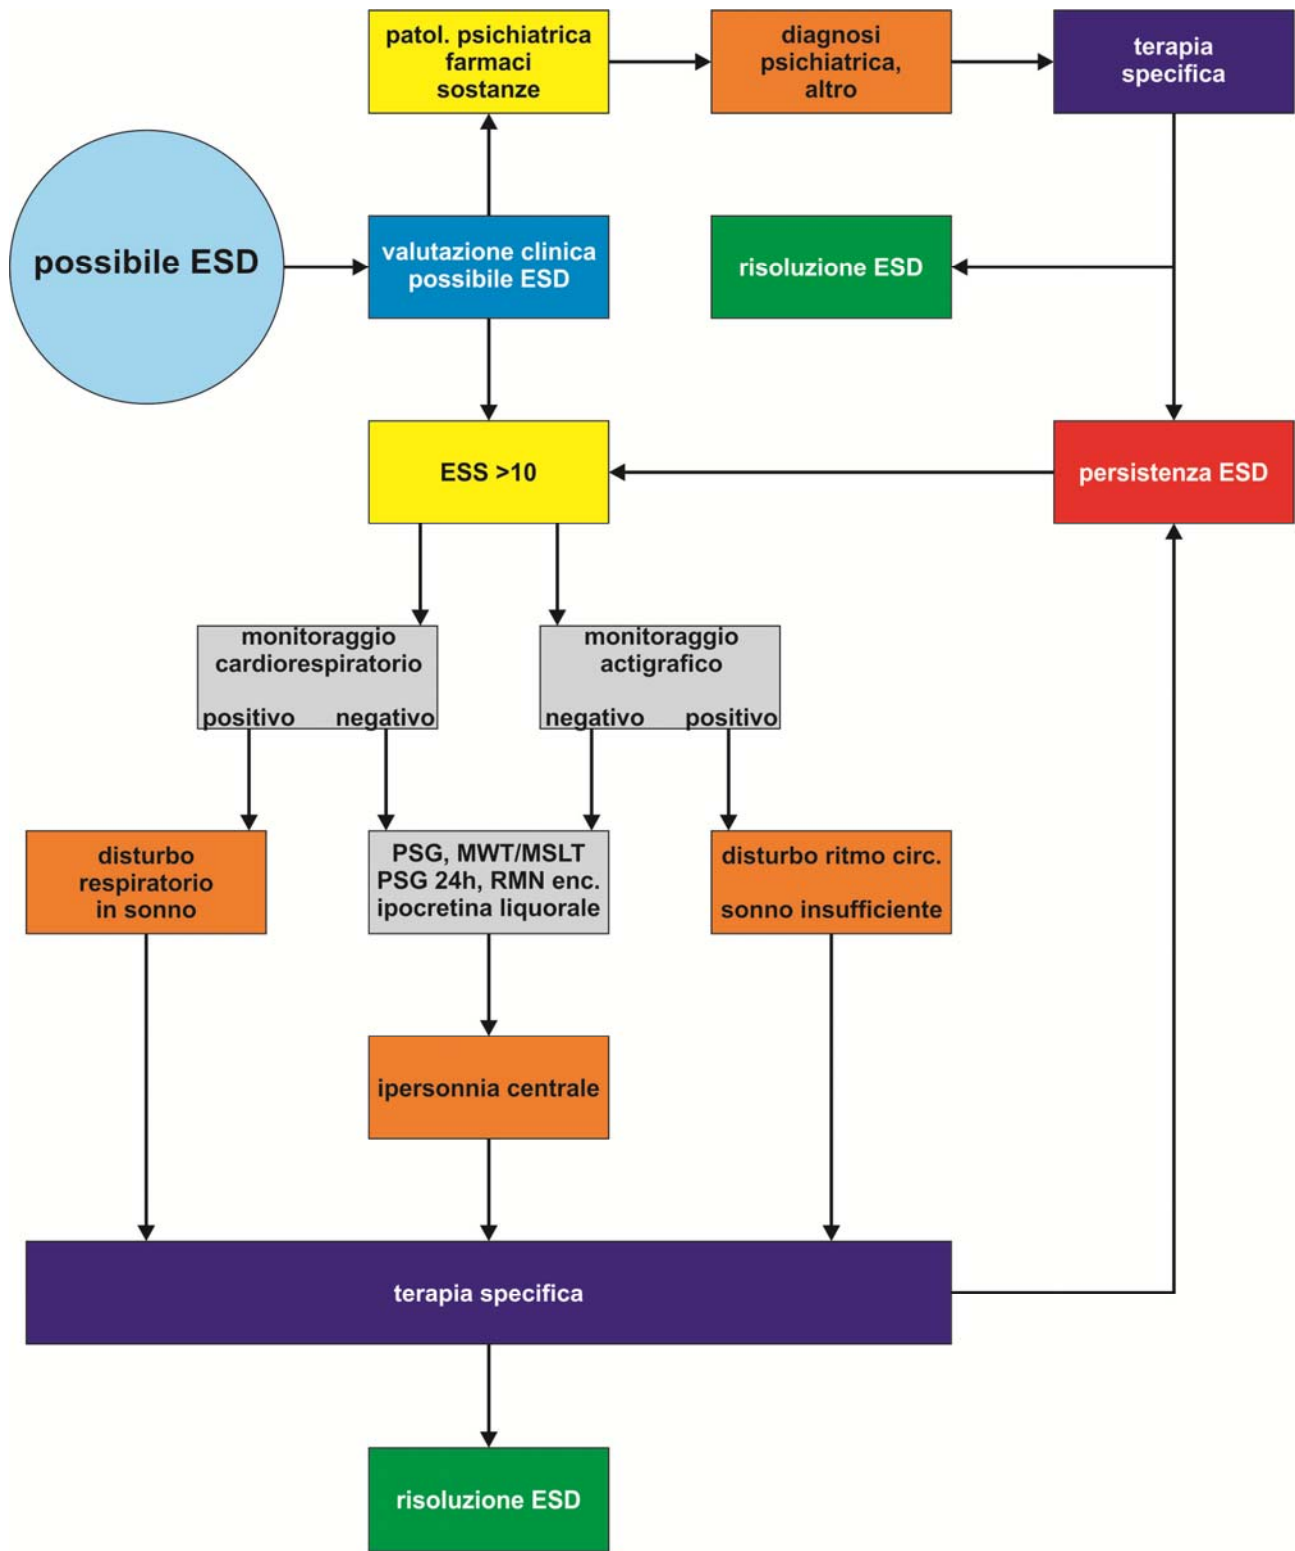 patol. psichiatrica
farmaci
sostanze
diagnosi
psichiatrica,
altro
terapia
specifica
possibile ESD
valutazione clinica
possibile ESD
risoluzione ESD
ESS >10
persistenza ESD
monitoraggio
cardiorespiratorio
positivo negativo
monitoraggio
actigrafico
negativo positivo
disturbo
respiratorio
in sonno
PSG, MWT/MSLT
PSG 24h, RMN enc.
ipocretina liquorale
disturbo ritmo circ.
sonno insufficiente
ipersonnia centrale
terapia specifica
risoluzione ESD